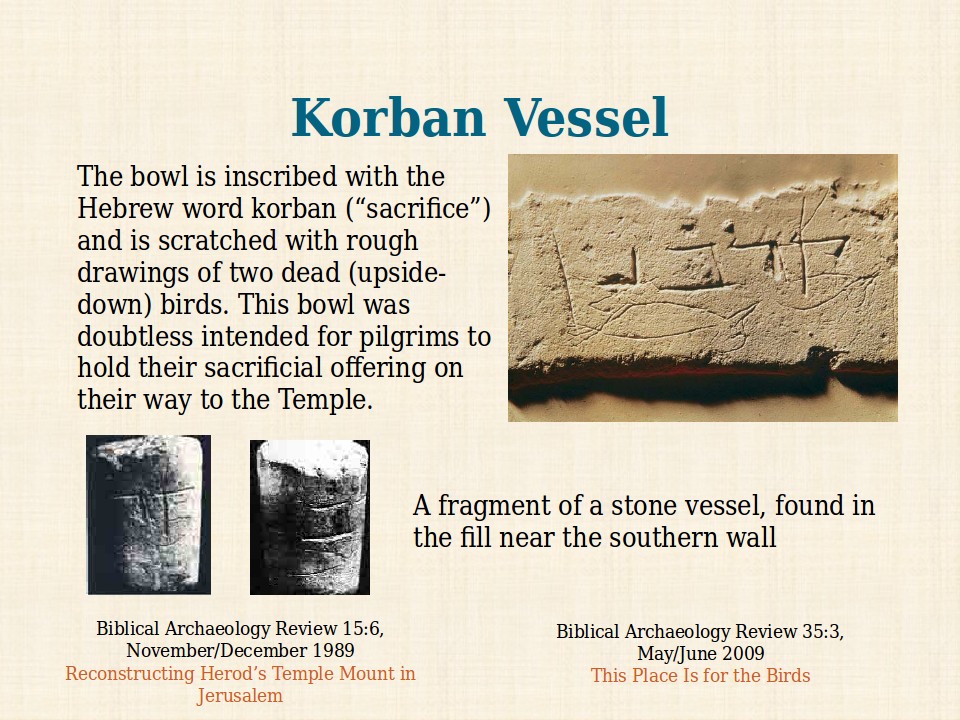 Korban Vessel
The bowl is inscribed with the
Hebrew word korban (“sacrifice”)
and is scratched with rough
drawings of two dead (upside-
down) birds. This bowl was
doubtless intended for pilgrims to
hold their sacrificial offering on
their way to the Temple.
קרבן
A fragment of a stone vessel, found in
the fill near the southern wall
Biblical Archaeology Review 15:6,
November/December 1989
Reconstructing Herod’s Temple Mount in
Jerusalem
Biblical Archaeology Review 35:3,
May/June 2009
This Place Is for the Birds